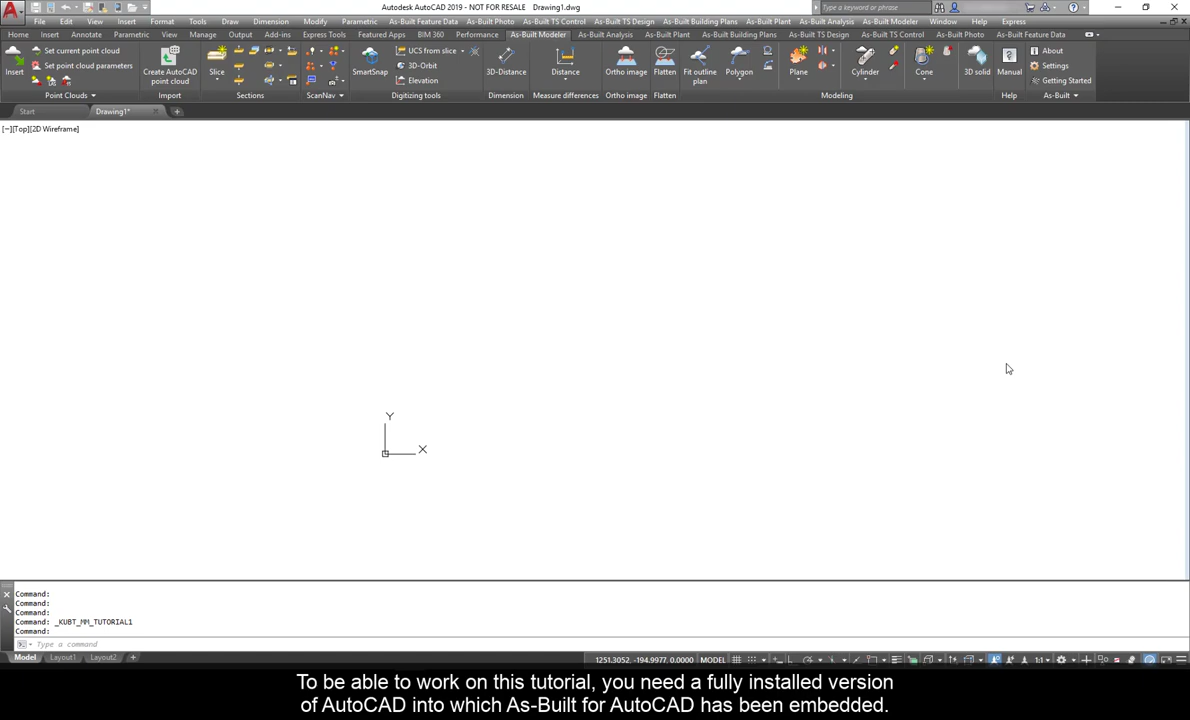 Autodesk AutoCAD 2019 - NOT FOR RESALE Drawing1.dwg
Type a keyword or phrase
File Edit View Insert Format Tools Draw Dimension Modify Parametric As-Built Feature Data As-Built Photo As-Built TS Control As-Built TS Design As-Built Building Plans As-Built Plant As-Built Analysis As-Built Modeler Window Help Express
Home Insert Annotate Parametric View Manage Output Add-ins Express Tools Featured Apps BIM 360 Performance As-Built Modeler As-Built Analysis As-Built Plant As-Built Building Plans As-Built TS Design As-Built TS Control As-Built Photo As-Built Feature Data
Set current point cloud UCS from slice About
Set point cloud parameters 3D-Orbit Settings
Elevation Getting Started
Insert Create AutoCAD point cloud Slice SmartSnap 3D-Distance Distance Ortho image Flatten Fit outline plan Polygon Plane Cylinder Cone 3D solid Manual
Point Clouds Import Sections ScanNav Digitizing tools Dimension Measure differences Ortho image Flatten Modeling Help As-Built
Start Drawing1*
[−][Top][2D Wireframe]
Y
X
Command:
Command:
Command:
Command: _KUBT_MM_TUTORIAL1
Command:
Type a command
Model Layout1 Layout2 1251.3052, -194.9977, 0.0000 MODEL 1:1
To be able to work on this tutorial, you need a fully installed version
of AutoCAD into which As-Built for AutoCAD has been embedded.